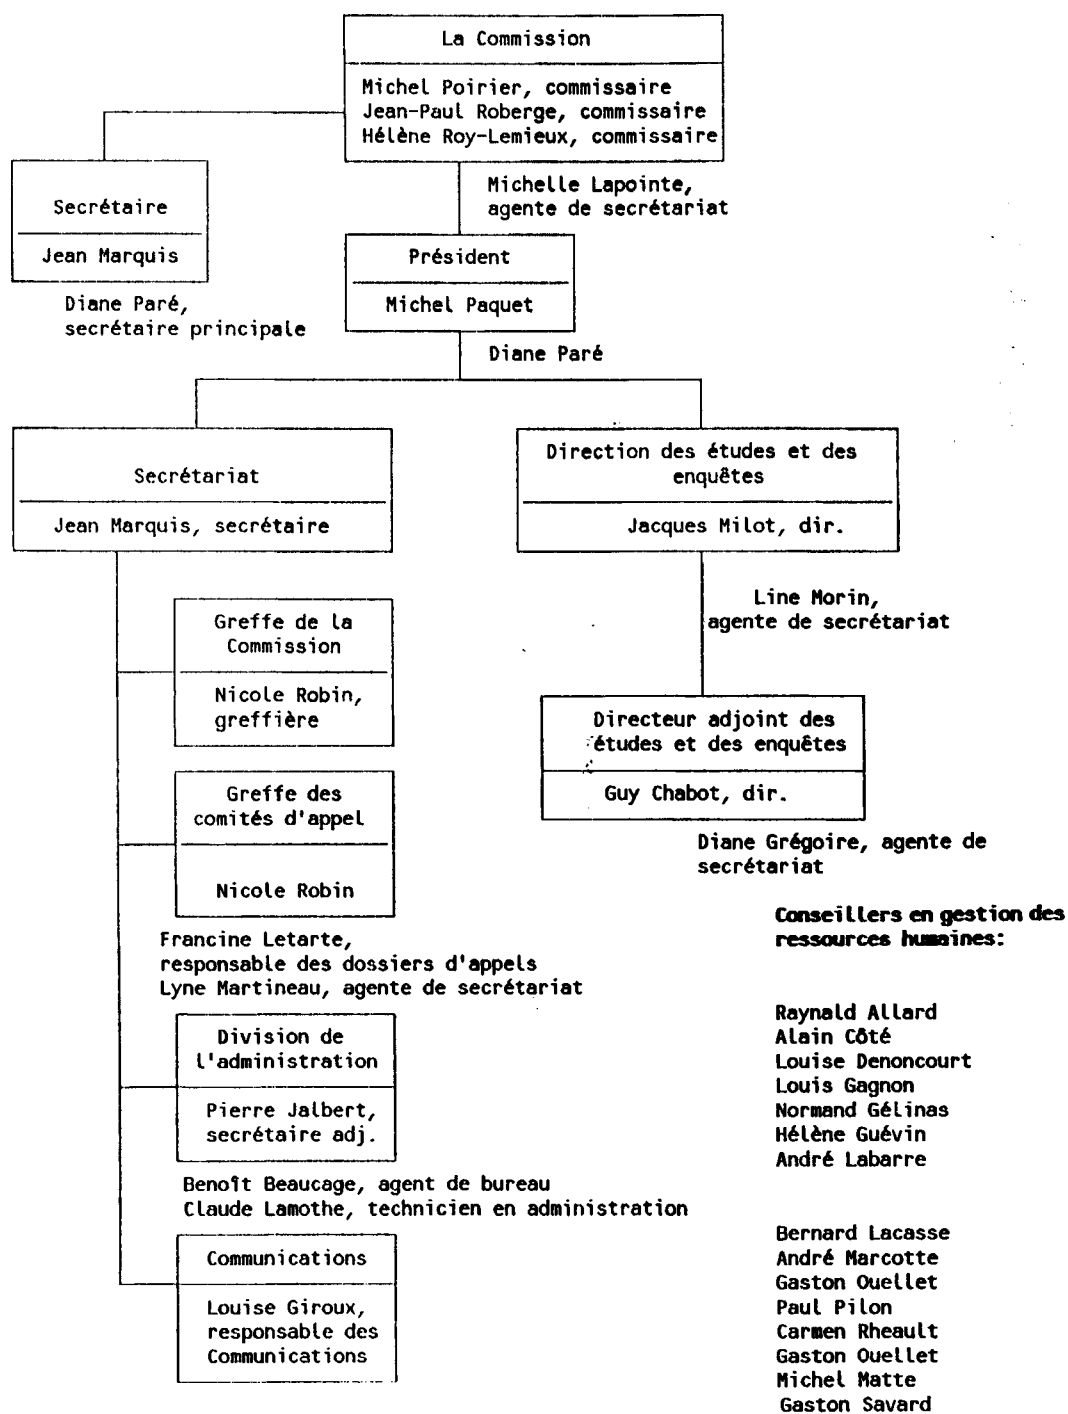 La Commission
Michel Poirier, commissaire
Jean-Paul Roberge, commissaire
Hélène Roy-Lemieux, commissaire
Michelle Lapointe,
agente de secrétariat
Secrétaire
Jean Marquis
Diane Paré,
secrétaire principale
Président
Michel Paquet
Diane Paré
Secrétariat
Jean Marquis, secrétaire
Direction des études et des
enquêtes
Jacques Milot, dir.
Line Morin,
agente de secrétariat
Greffe de la
Commission
Nicole Robin,
greffière
Directeur adjoint des
études et des enquêtes
Guy Chabot, dir.
Diane Grégoire, agente de
secrétariat
Greffe des
comités d'appel
Nicole Robin
Francine Letarte,
responsable des dossiers d'appels
Lyne Martineau, agente de secrétariat
Division de
l'administration
Pierre Jalbert,
secrétaire adj.
Benoît Beaucage, agent de bureau
Claude Lamothe, technicien en administration
Communications
Louise Giroux,
responsable des
Communications
Conseillers en gestion des
ressources humaines:
Raynald Allard
Alain Côté
Louise Denoncourt
Louis Gagnon
Normand Gélinas
Hélène Guévin
André Labarre
Bernard Lacasse
André Marcotte
Gaston Ouellet
Paul Pilon
Carmen Rheault
Gaston Ouellet
Michel Matte
Gaston Savard